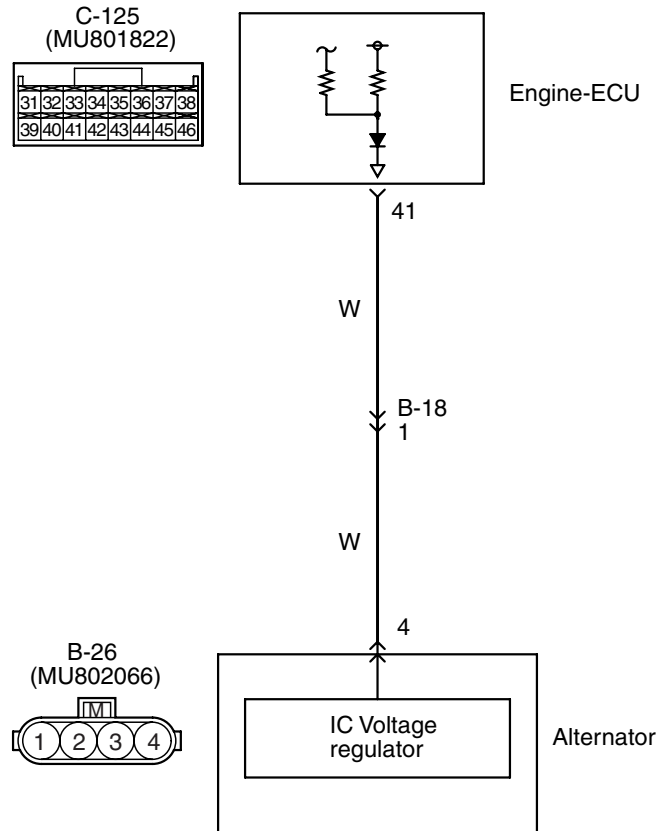 C-125
(MU801822)
31 32 33 34 35 36 37 38
39 40 41 42 43 44 45 46
Engine-ECU
41
W
B-18
1
W
4
B-26
(MU802066)
M
1 2 3 4
IC Voltage
regulator
Alternator